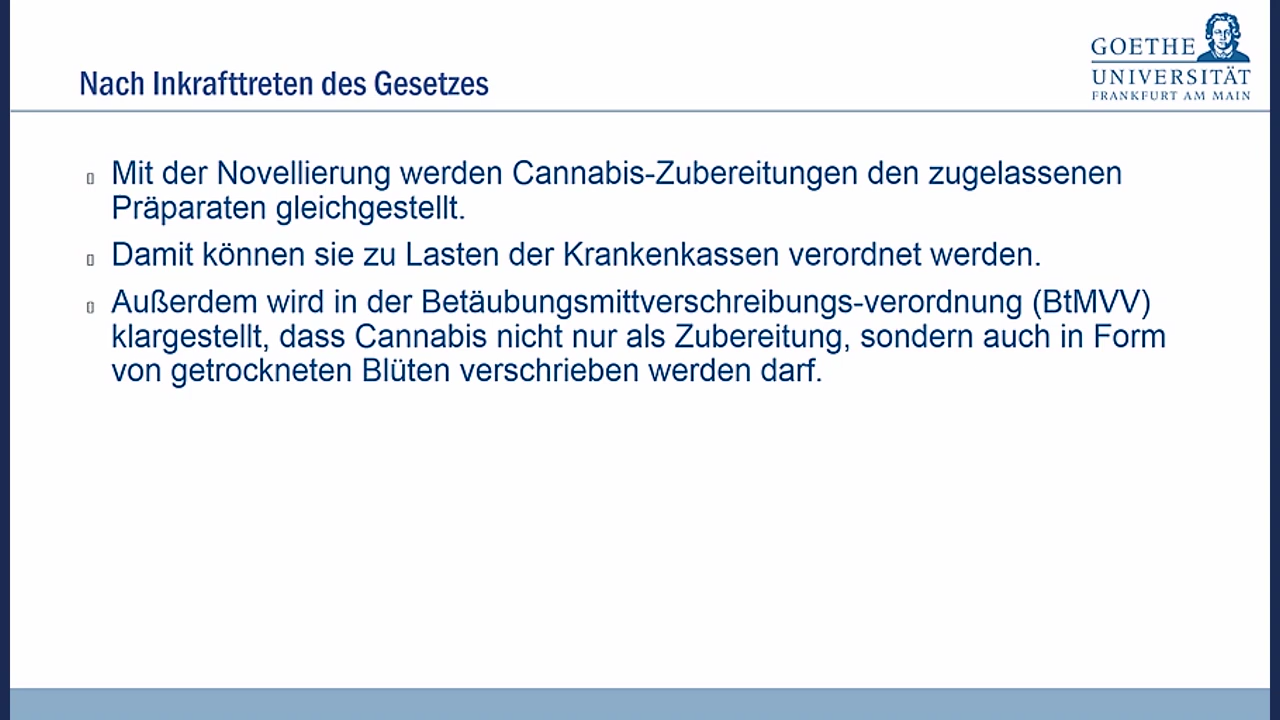 GOETHE
UNIVERSITÄT
FRANKFURT AM MAIN
Nach Inkrafttreten des Gesetzes
Mit der Novellierung werden Cannabis-Zubereitungen den zugelassenen
Präparaten gleichgestellt.
Damit können sie zu Lasten der Krankenkassen verordnet werden.
Außerdem wird in der Betäubungsmittverschreibungs-verordnung (BtMVV)
klargestellt, dass Cannabis nicht nur als Zubereitung, sondern auch in Form
von getrockneten Blüten verschrieben werden darf.